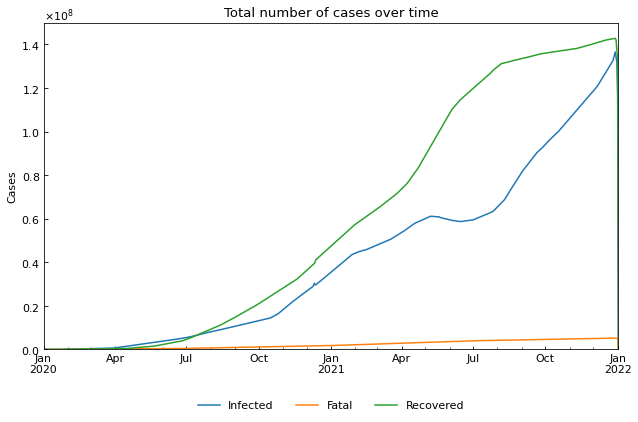 Total number of cases over time
×10⁸
1.4
1.2
1.0
0.8
0.6
0.4
0.2
0.0
Cases
Jan Apr Jul Oct Jan Apr Jul Oct Jan
2020 2021 2022
Infected Fatal Recovered